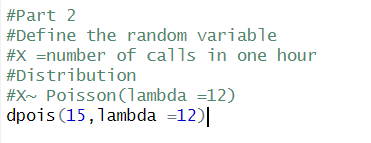 #Part 2
#Define the random variable
#X =number of calls in one hour
#Distribution
#X~ Poisson(lambda =12)
dpois(15,lambda =12)